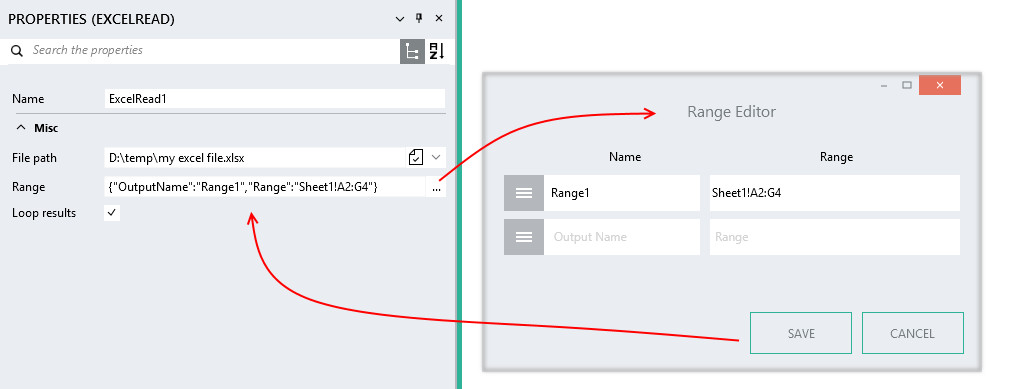 PROPERTIES (EXCELREAD)
Search the properties
Name
ExcelRead1
Misc
File path
D:\temp\my excel file.xlsx
Range
{"OutputName":"Range1","Range":"Sheet1!A2:G4"}
...
Loop results
Range Editor
Name Range
Range1 Sheet1!A2:G4
Output Name Range
SAVE CANCEL